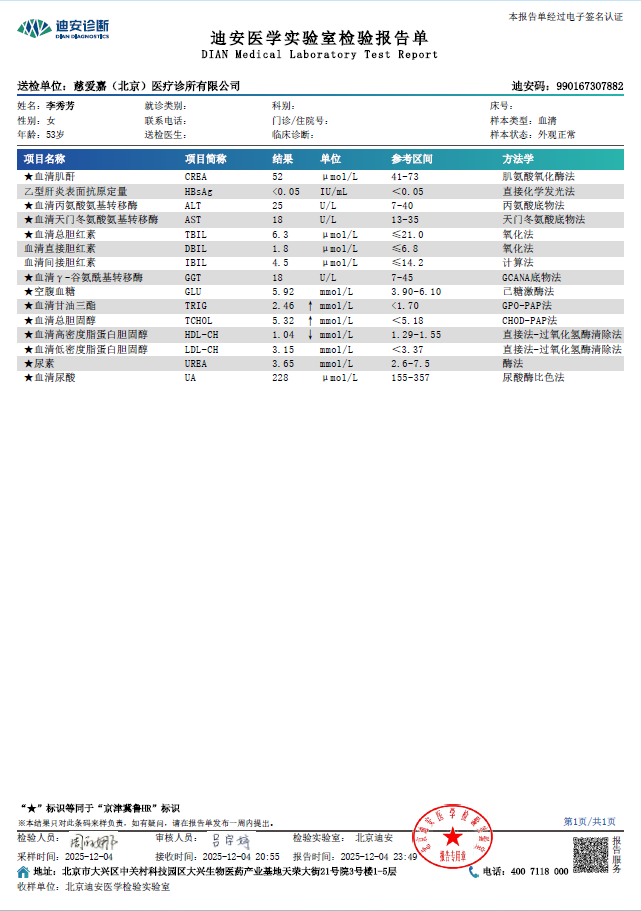 本报告单经过电子签名认证
迪安诊断
DIAN DIAGNOSTICS
迪安医学实验室检验报告单
DIAN Medical Laboratory Test Report
送检单位：慈爱嘉（北京）医疗诊所有限公司 迪安码：990167307882
姓名：李秀芳 就诊类别： 科别： 床号：
性别：女 联系电话： 门诊/住院号： 样本类型：血清
年龄：53岁 送检医生： 临床诊断： 样本状态：外观正常
项目名称 项目简称 结果 单位 参考区间 方法学
★血清肌酐 CREA 52 μmol/L 41-73 肌氨酸氧化酶法
乙型肝炎表面抗原定量 HBsAg <0.05 IU/mL ＜0.05 直接化学发光法
★血清丙氨酸氨基转移酶 ALT 25 U/L 7-40 丙氨酸底物法
★血清天门冬氨酸氨基转移酶 AST 18 U/L 13-35 天门冬氨酸底物法
★血清总胆红素 TBIL 6.3 μmol/L ≤21.0 氧化法
血清直接胆红素 DBIL 1.8 μmol/L ≤6.8 氧化法
血清间接胆红素 IBIL 4.5 μmol/L ≤14.2 计算法
★血清γ-谷氨酰基转移酶 GGT 18 U/L 7-45 GCANA底物法
★空腹血糖 GLU 5.92 mmol/L 3.90-6.10 己糖激酶法
★血清甘油三酯 TRIG 2.46 ↑ mmol/L <1.70 GPO-PAP法
★血清总胆固醇 TCHOL 5.32 ↑ mmol/L ＜5.18 CHOD-PAP法
★血清高密度脂蛋白胆固醇 HDL-CH 1.04 ↓ mmol/L 1.29-1.55 直接法-过氧化氢酶清除法
★血清低密度脂蛋白胆固醇 LDL-CH 3.15 mmol/L ＜3.37 直接法-过氧化氢酶清除法
★尿素 UREA 3.65 mmol/L 2.6-7.5 酶法
★血清尿酸 UA 228 μmol/L 155-357 尿酸酶比色法
“★”标识等同于“京津冀鲁HR”标识
※本结果只对此条码来样负责，如有疑问，请在报告单发布一周内提出。 第1页/共1页
检验人员： 审核人员： 检验实验室： 北京迪安
采样时间：2025-12-04 接收时间：2025-12-04 20:55 报告时间：2025-12-04 23:49
地址：北京市大兴区中关村科技园区大兴生物医药产业基地天荣大街21号院3号楼1-5层 电话：400 7118 000
收样单位：北京迪安医学检验实验室
报告专用章
报告服务